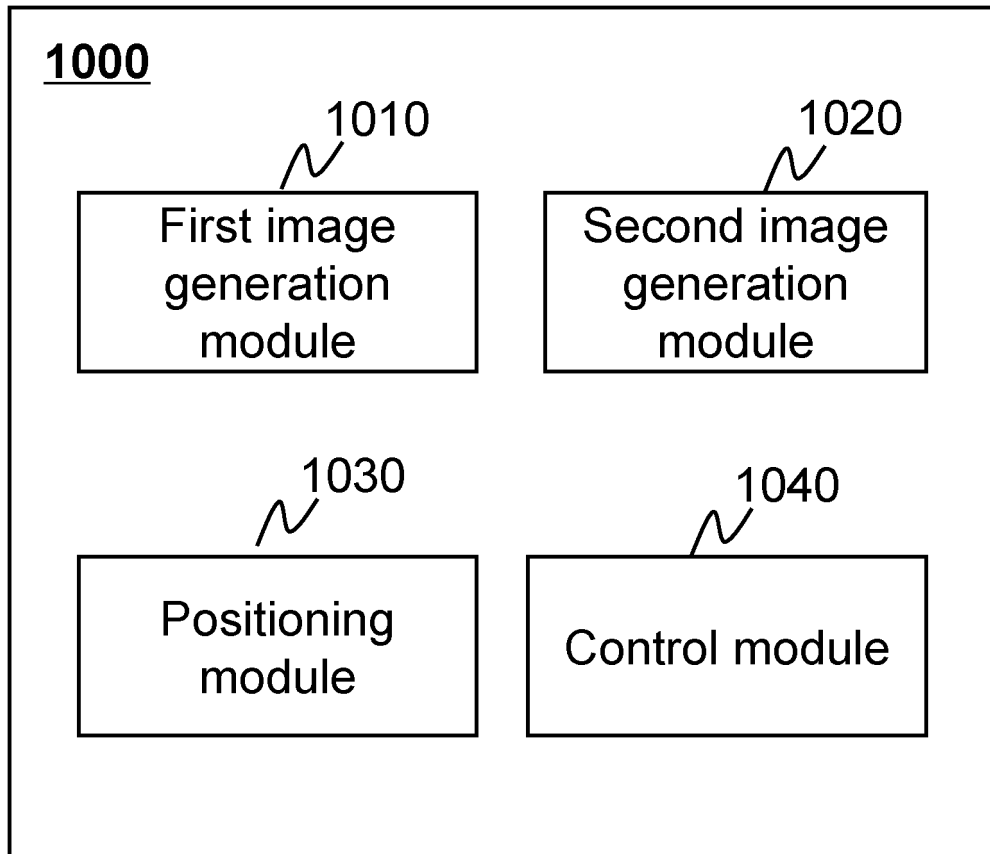 1000
1010
First image
generation
module
1020
Second image
generation
module
1030
Positioning
module
1040
Control module